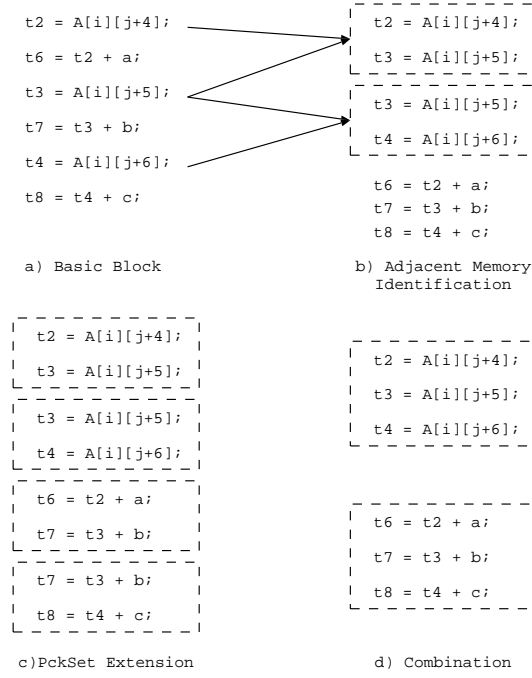 t2 = A[i][j+4];
t6 = t2 + a;
t3 = A[i][j+5];
t7 = t3 + b;
t4 = A[i][j+6];
t8 = t4 + c;
a) Basic Block
t2 = A[i][j+4];
t3 = A[i][j+5];
t3 = A[i][j+5];
t4 = A[i][j+6];
t6 = t2 + a;
t7 = t3 + b;
t8 = t4 + c;
b) Adjacent Memory
Identification
t2 = A[i][j+4];
t3 = A[i][j+5];
t3 = A[i][j+5];
t4 = A[i][j+6];
t6 = t2 + a;
t7 = t3 + b;
t7 = t3 + b;
t8 = t4 + c;
c)PckSet Extension
t2 = A[i][j+4];
t3 = A[i][j+5];
t4 = A[i][j+6];
t6 = t2 + a;
t7 = t3 + b;
t8 = t4 + c;
d) Combination